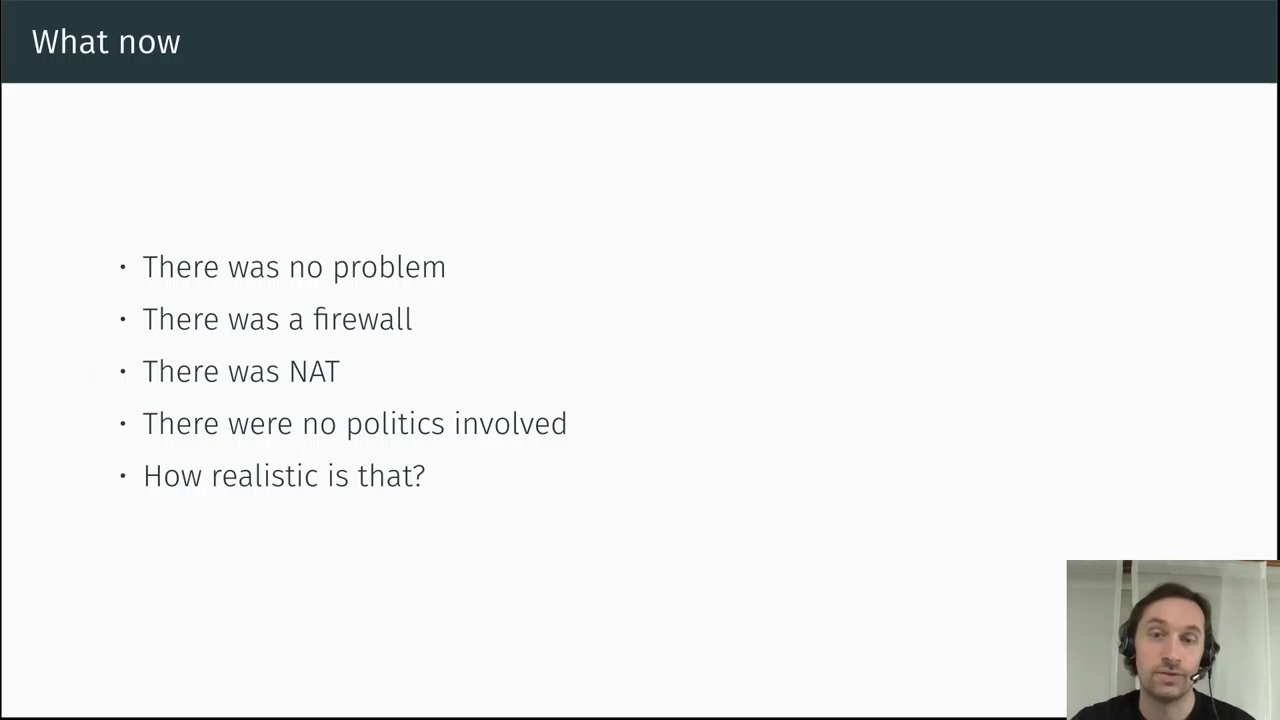 What now
• There was no problem
• There was a firewall
• There was NAT
• There were no politics involved
• How realistic is that?